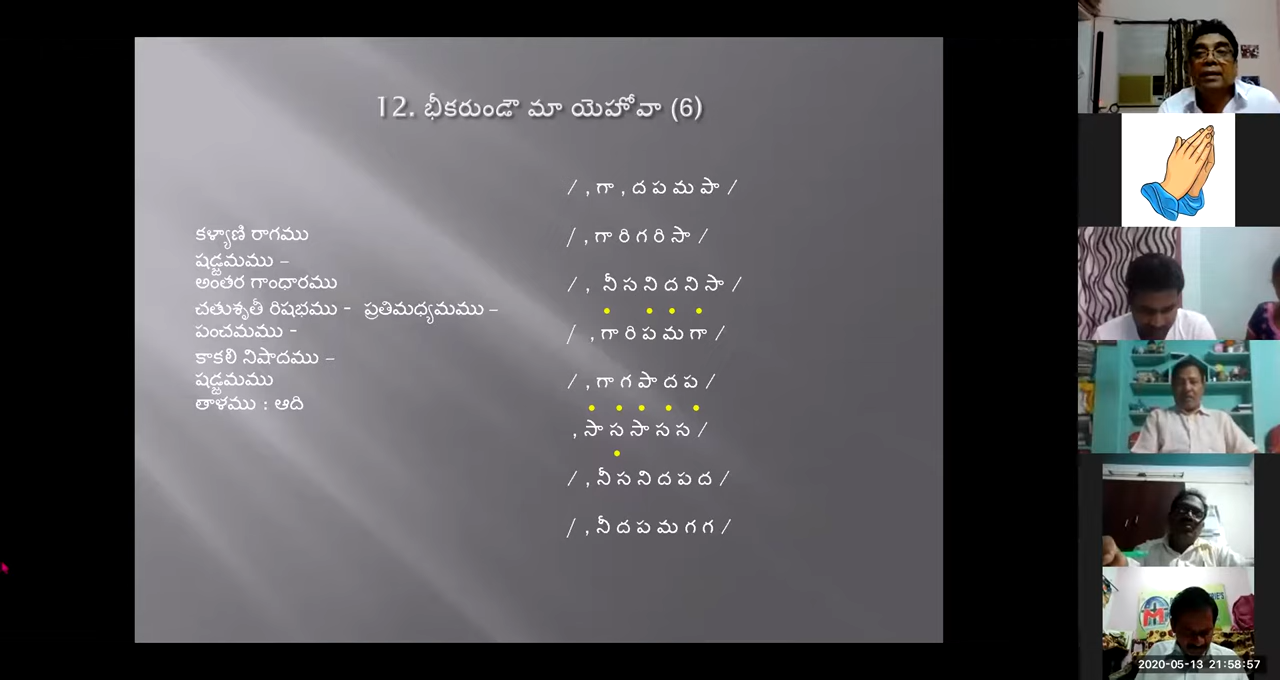 12. భీకరుండౌ మా యెహోవా (6)
కళ్యాణి రాగము
షడ్జమము –
అంతర గాంధారము
చతుశృతీ రిషభము - ప్రతిమధ్యమము –
పంచమము -
కాకలి నిషాదము –
షడ్జమము
తాళము : ఆది
/ , గా , ద ప మ పా /
/ , గా రి గ రి సా /
/ , నీ స ని ద ని సా /
/ , గా రి ప మ గా /
/ , గా గ పా ద ప /
, సా స సా స స /
/ , నీ స ని ద ప ద /
/ , నీ ద ప మ గ గ /
2020-05-13 21:58:57